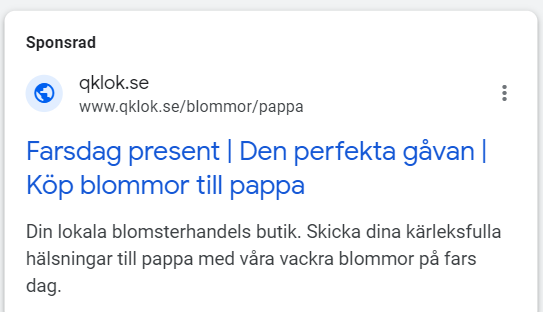 Sponsrad
qklok.se
www.qklok.se/blommor/pappa
Farsdag present | Den perfekta gåvan |
Köp blommor till pappa
Din lokala blomsterhandels butik. Skicka dina kärleksfulla
hälsningar till pappa med våra vackra blommor på fars
dag.